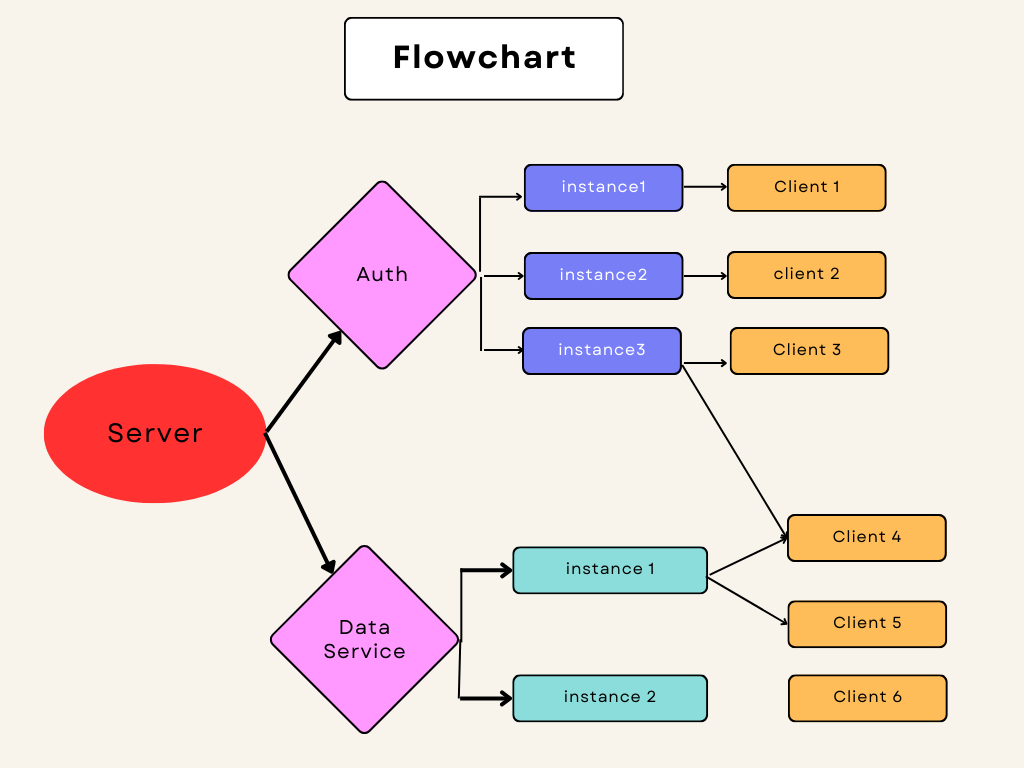 Flowchart
instance1
Client 1
Auth
instance2
client 2
instance3
Client 3
Server
Client 4
instance 1
Client 5
Data
Service
instance 2
Client 6